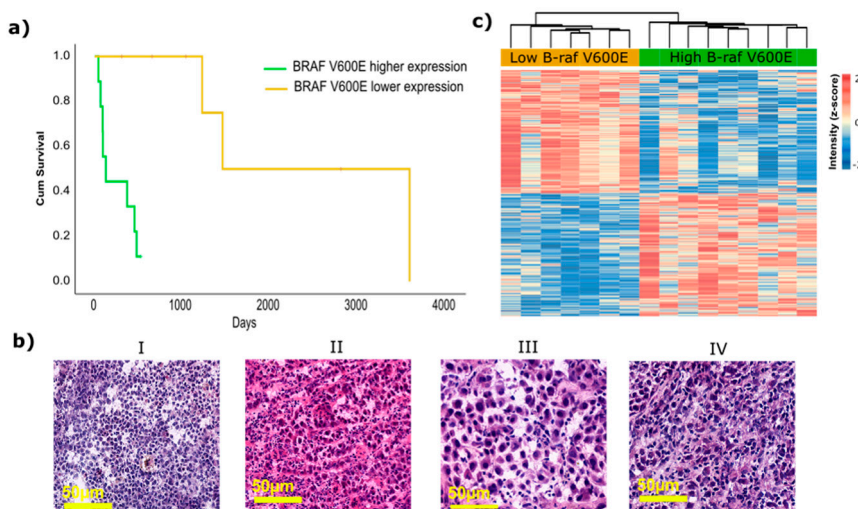 a)
1.0
0.8
0.6
0.4
0.2
0.0
Cum Survival
BRAF V600E higher expression
BRAF V600E lower expression
0
1000
2000
3000
4000
Days
c)
Low B-raf V600E
High B-raf V600E
2
0
Intensity (z-score)
b)
I
II
III
IV
50µm
50µm
50µm
50µm